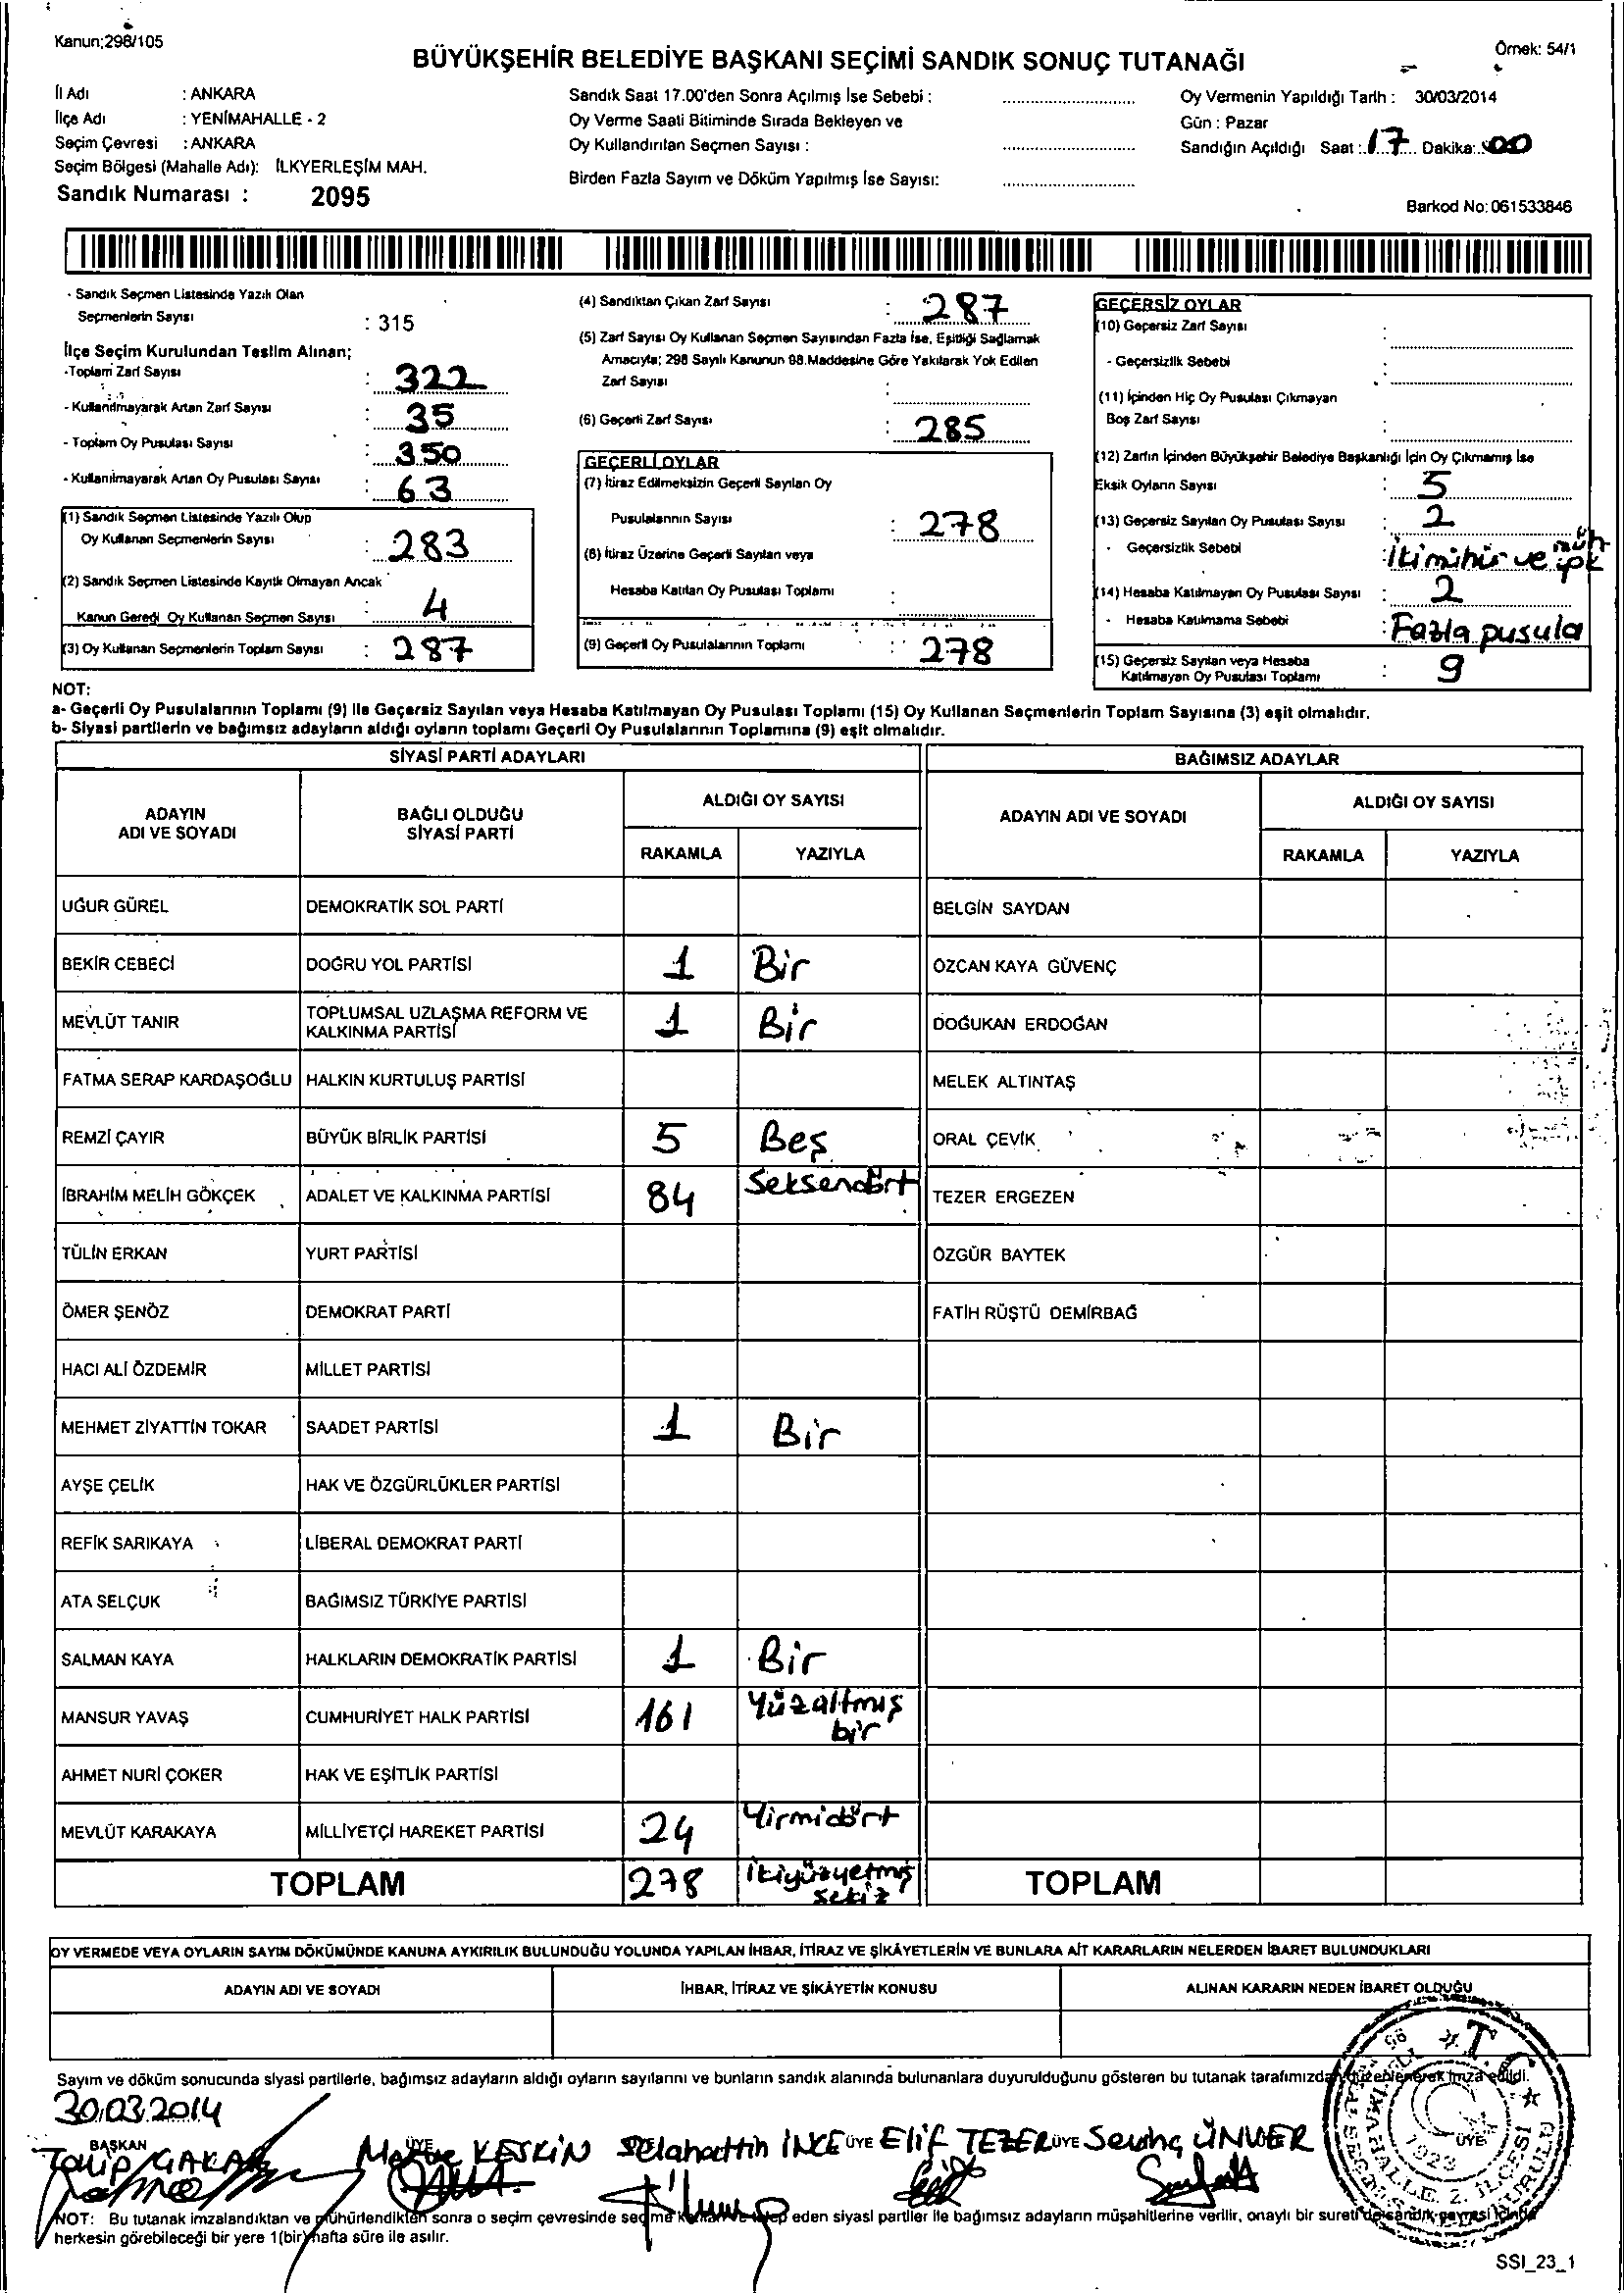 Kanun:298/105
Örnek: 54/1
BÜYÜKŞEHİR BELEDİYE BAŞKANI SEÇİMİ SANDIK SONUÇ TUTANAĞI
İl Adı : ANKARA
İlçe Adı : YENİMAHALLE - 2
Seçim Çevresi : ANKARA
Seçim Bölgesi (Mahalle Adı): İLKYERLEŞİM MAH.
Sandık Numarası : 2095
Sandık Saat 17.00'den Sonra Açılmış İse Sebebi :
Oy Verme Saati Bitiminde Sırada Bekleyen ve
Oy Kullandırılan Seçmen Sayısı :
Birden Fazla Sayım ve Döküm Yapılmış İse Sayısı:
Oy Vermenin Yapıldığı Tarih : 30/03/2014
Gün : Pazar
Sandığın Açıldığı Saat : 17 Dakika: 00
Barkod No: 061533846
- Sandık Seçmen Listesinde Yazılı Olan
Seçmenlerin Sayısı : 315
İlçe Seçim Kurulundan Teslim Alınan;
-Toplam Zarf Sayısı : 322
- Kullanılmayarak Artan Zarf Sayısı : 35
- Toplam Oy Pusulası Sayısı : 350
- Kullanılmayarak Artan Oy Pusulası Sayısı : 63
(1) Sandık Seçmen Listesinde Yazılı Olup
Oy Kullanan Seçmenlerin Sayısı : 283
(2) Sandık Seçmen Listesinde Kayıtlı Olmayan Ancak
Kanun Gereği Oy Kullanan Seçmen Sayısı : 4
(3) Oy Kullanan Seçmenlerin Toplam Sayısı : 287
(4) Sandıktan Çıkan Zarf Sayısı : 287
(5) Zarf Sayısı Oy Kullanan Seçmen Sayısından Fazla İse, Eşitliği Sağlamak
Amacıyla; 298 Sayılı Kanunun 98.Maddesine Göre Yakılarak Yok Edilen
Zarf Sayısı :
(6) Geçerli Zarf Sayısı : 285
GEÇERLİ OYLAR
(7) İtiraz Edilmeksizin Geçerli Sayılan Oy
Pusulalarının Sayısı : 278
(8) İtiraz Üzerine Geçerli Sayılan veya
Hesaba Katılan Oy Pusulası Toplamı :
(9) Geçerli Oy Pusulalarının Toplamı : 278
GEÇERSİZ OYLAR
(10) Geçersiz Zarf Sayısı :
- Geçersizlik Sebebi :
(11) İçinden Hiç Oy Pusulası Çıkmayan
Boş Zarf Sayısı :
(12) Zarfın İçinden Büyükşehir Belediye Başkanlığı İçin Oy Çıkmamış İse
Eksik Oyların Sayısı : 5
(13) Geçersiz Sayılan Oy Pusulası Sayısı : 2
- Geçersizlik Sebebi : İki mühür ve
(14) Hesaba Katılmayan Oy Pusulası Sayısı : 2
- Hesaba Katılmama Sebebi : Fazla pusula
(15) Geçersiz Sayılan veya Hesaba
Katılmayan Oy Pusulası Toplamı : 9
NOT:
a- Geçerli Oy Pusulalarının Toplamı (9) ile Geçersiz Sayılan veya Hesaba Katılmayan Oy Pusulası Toplamı (15) Oy Kullanan Seçmenlerin Toplam Sayısına (3) eşit olmalıdır.
b- Siyasi partilerin ve bağımsız adayların aldığı oyların toplamı Geçerli Oy Pusulalarının Toplamına (9) eşit olmalıdır.
SİYASİ PARTİ ADAYLARI
BAĞIMSIZ ADAYLAR
ADAYIN ADI VE SOYADI
BAĞLI OLDUĞU SİYASİ PARTİ
ALDIĞI OY SAYISI
RAKAMLA YAZIYLA
ADAYIN ADI VE SOYADI
ALDIĞI OY SAYISI
RAKAMLA YAZIYLA
UĞUR GÜREL DEMOKRATİK SOL PARTİ BELGİN SAYDAN
BEKİR CEBECİ DOĞRU YOL PARTİSİ 1 Bir ÖZCAN KAYA GÜVENÇ
MEVLÜT TANIR TOPLUMSAL UZLAŞMA REFORM VE KALKINMA PARTİSİ 1 Bir DOĞUKAN ERDOĞAN
FATMA SERAP KARDAŞOĞLU HALKIN KURTULUŞ PARTİSİ MELEK ALTINTAŞ
REMZİ ÇAYIR BÜYÜK BİRLİK PARTİSİ 5 Beş ORAL ÇEVİK
İBRAHİM MELİH GÖKÇEK ADALET VE KALKINMA PARTİSİ 84 Seksendört TEZER ERGEZEN
TÜLİN ERKAN YURT PARTİSİ ÖZGÜR BAYTEK
ÖMER ŞENÖZ DEMOKRAT PARTİ FATİH RÜŞTÜ DEMİRBAĞ
HACI ALİ ÖZDEMİR MİLLET PARTİSİ
MEHMET ZİYATTİN TOKAR SAADET PARTİSİ 1 Bir
AYŞE ÇELİK HAK VE ÖZGÜRLÜKLER PARTİSİ
REFİK SARIKAYA LİBERAL DEMOKRAT PARTİ
ATA SELÇUK BAĞIMSIZ TÜRKİYE PARTİSİ
SALMAN KAYA HALKLARIN DEMOKRATİK PARTİSİ 1 Bir
MANSUR YAVAŞ CUMHURİYET HALK PARTİSİ 161 Yüzaltmış bir
AHMET NURİ ÇOKER HAK VE EŞİTLİK PARTİSİ
MEVLÜT KARAKAYA MİLLİYETÇİ HAREKET PARTİSİ 24 Yirmidört
TOPLAM 278 İkiyüzyetmiş sekiz TOPLAM
OY VERMEDE VEYA OYLARIN SAYIM DÖKÜMÜNDE KANUNA AYKIRILIK BULUNDUĞU YOLUNDA YAPILAN İHBAR, İTİRAZ VE ŞİKÂYETLERİN VE BUNLARA AİT KARARLARIN NELERDEN İBARET BULUNDUKLARI
ADAYIN ADI VE SOYADI İHBAR, İTİRAZ VE ŞİKÂYETİN KONUSU ALINAN KARARIN NEDEN İBARET OLDUĞU
Sayım ve döküm sonucunda siyasi partilerle, bağımsız adayların aldığı oyların sayılarını ve bunların sandık alanında bulunanlara duyurulduğunu gösteren bu tutanak tarafımızdan düzenlenerek imza edildi.
30.03.2014
BAŞKAN ÜYE KESKİN Selahattin İNCE ÜYE Elif TEZER ÜYE Sevinç ÜNVER ÜYE
T.C.
1923
NOT: Bu tutanak imzalandıktan ve mühürlendikten sonra o seçim çevresinde seçme eden siyasi partiler ile bağımsız adayların müşahitlerine verilir, onaylı bir sureti de sandık çevresi içinde
herkesin görebileceği bir yere 1(bir) hafta süre ile asılır.
SSI_23_1